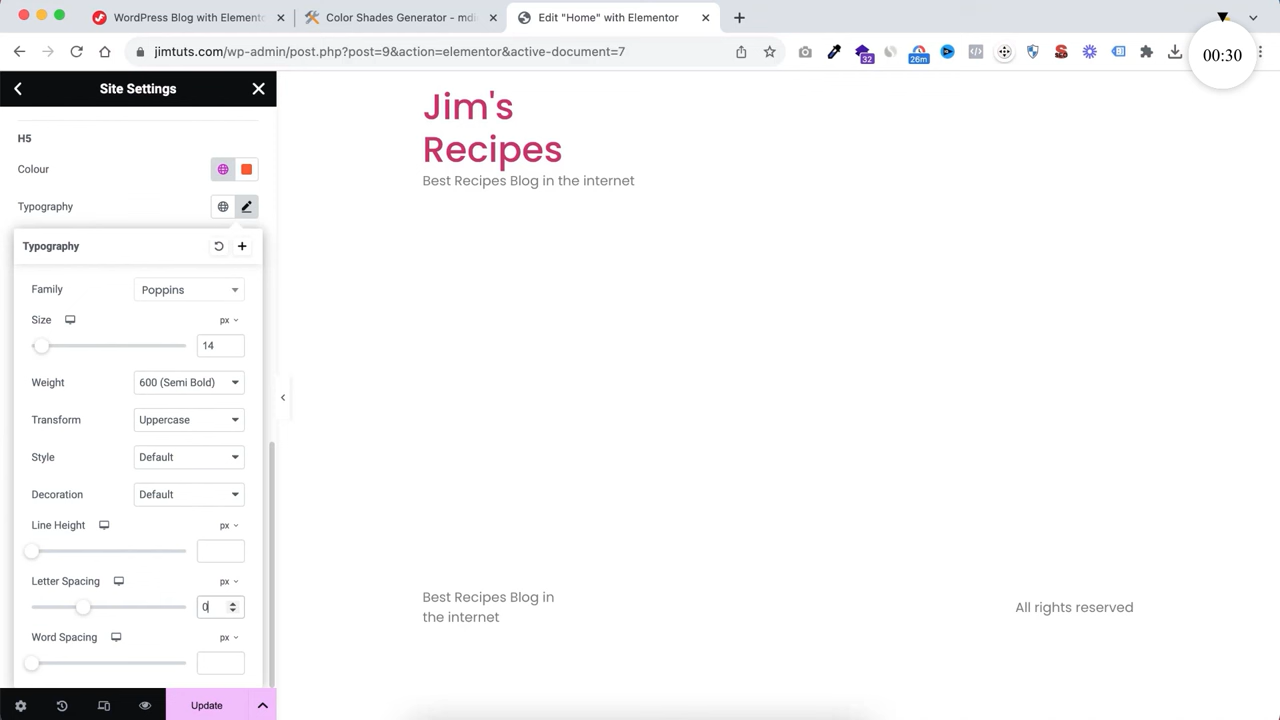 WordPress Blog with Elemento
Color Shades Generator - mdi
Edit "Home" with Elementor
jimtuts.com/wp-admin/post.php?post=9&action=elementor&active-document=7
32
26m
00:30
Site Settings
H5
Colour
Typography
Typography
Family
Poppins
Size
px
14
Weight
600 (Semi Bold)
Transform
Uppercase
Style
Default
Decoration
Default
Line Height
px
Letter Spacing
px
0
Word Spacing
px
Update
Jim's
Recipes
Best Recipes Blog in the internet
Best Recipes Blog in
the internet
All rights reserved